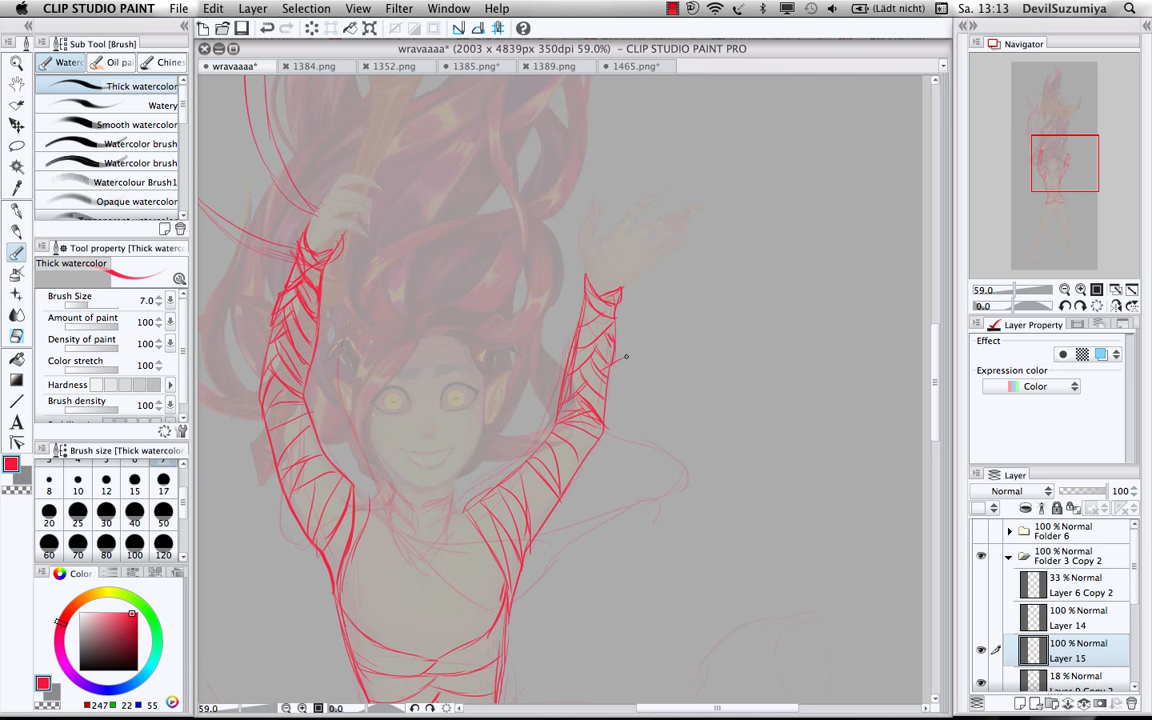 CLIP STUDIO PAINT File Edit Layer Selection View Filter Window Help (Lädt nicht) Sa. 13:13 DevilSuzumiya
wravaaaa* (2003 x 4839px 350dpi 59.0%) - CLIP STUDIO PAINT PRO
wravaaaa* 1384.png 1352.png 1385.png* 1389.png 1465.png*
Sub Tool [Brush]
Waterc Oil pai Chines
Thick watercolor
Watery
Smooth watercolor
Watercolor brush
Watercolor brush
Watercolour Brush1
Opaque watercolor
Tool property [Thick waterco
Thick watercolor
Brush Size 7.0
Amount of paint 100
Density of paint 100
Color stretch 100
Hardness
Brush density 100
Brush size [Thick watercolor
8 10 12 15 17
20 25 30 40 50
60 70 80 100 120
Color
247 22 55
59.0 0.0
Navigator
59.0
0.0
Layer Property
Effect
Expression color
Color
Layer
Normal 100
100 % Normal
Folder 6
100 % Normal
Folder 3 Copy 2
33 % Normal
Layer 6 Copy 2
100 % Normal
Layer 14
100 % Normal
Layer 15
18 % Normal